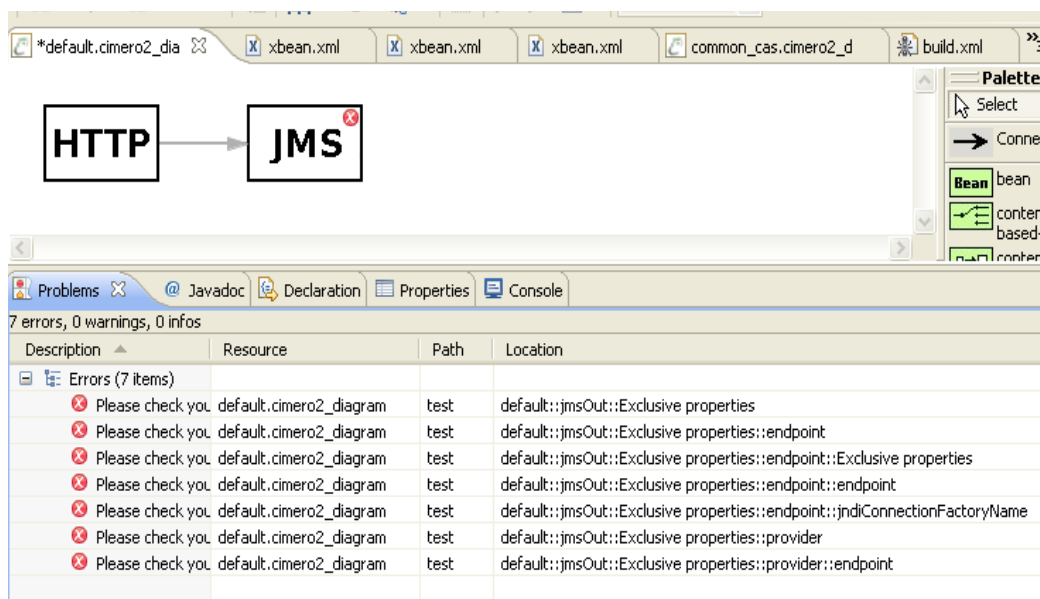 *default.cimero2_dia xbean.xml xbean.xml xbean.xml common_cas.cimero2_d build.xml
Palette
Select
HTTP JMS
Conne
Bean bean
conten
based-
conten
Problems @ Javadoc Declaration Properties Console
7 errors, 0 warnings, 0 infos
Description Resource Path Location
Errors (7 items)
Please check you default.cimero2_diagram test default::jmsOut::Exclusive properties
Please check you default.cimero2_diagram test default::jmsOut::Exclusive properties::endpoint
Please check you default.cimero2_diagram test default::jmsOut::Exclusive properties::endpoint::Exclusive properties
Please check you default.cimero2_diagram test default::jmsOut::Exclusive properties::endpoint::endpoint
Please check you default.cimero2_diagram test default::jmsOut::Exclusive properties::endpoint::jndiConnectionFactoryName
Please check you default.cimero2_diagram test default::jmsOut::Exclusive properties::provider
Please check you default.cimero2_diagram test default::jmsOut::Exclusive properties::provider::endpoint